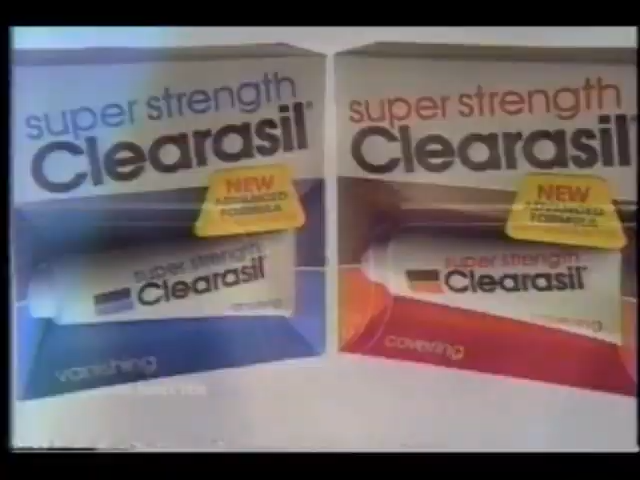 super strength
Clearasil
NEW
ADVANCED
FORMULA
super strength
Clearasil
vanishing
super strength
Clearasil
NEW
ADVANCED
FORMULA
super strength
Clearasil
covering
covering